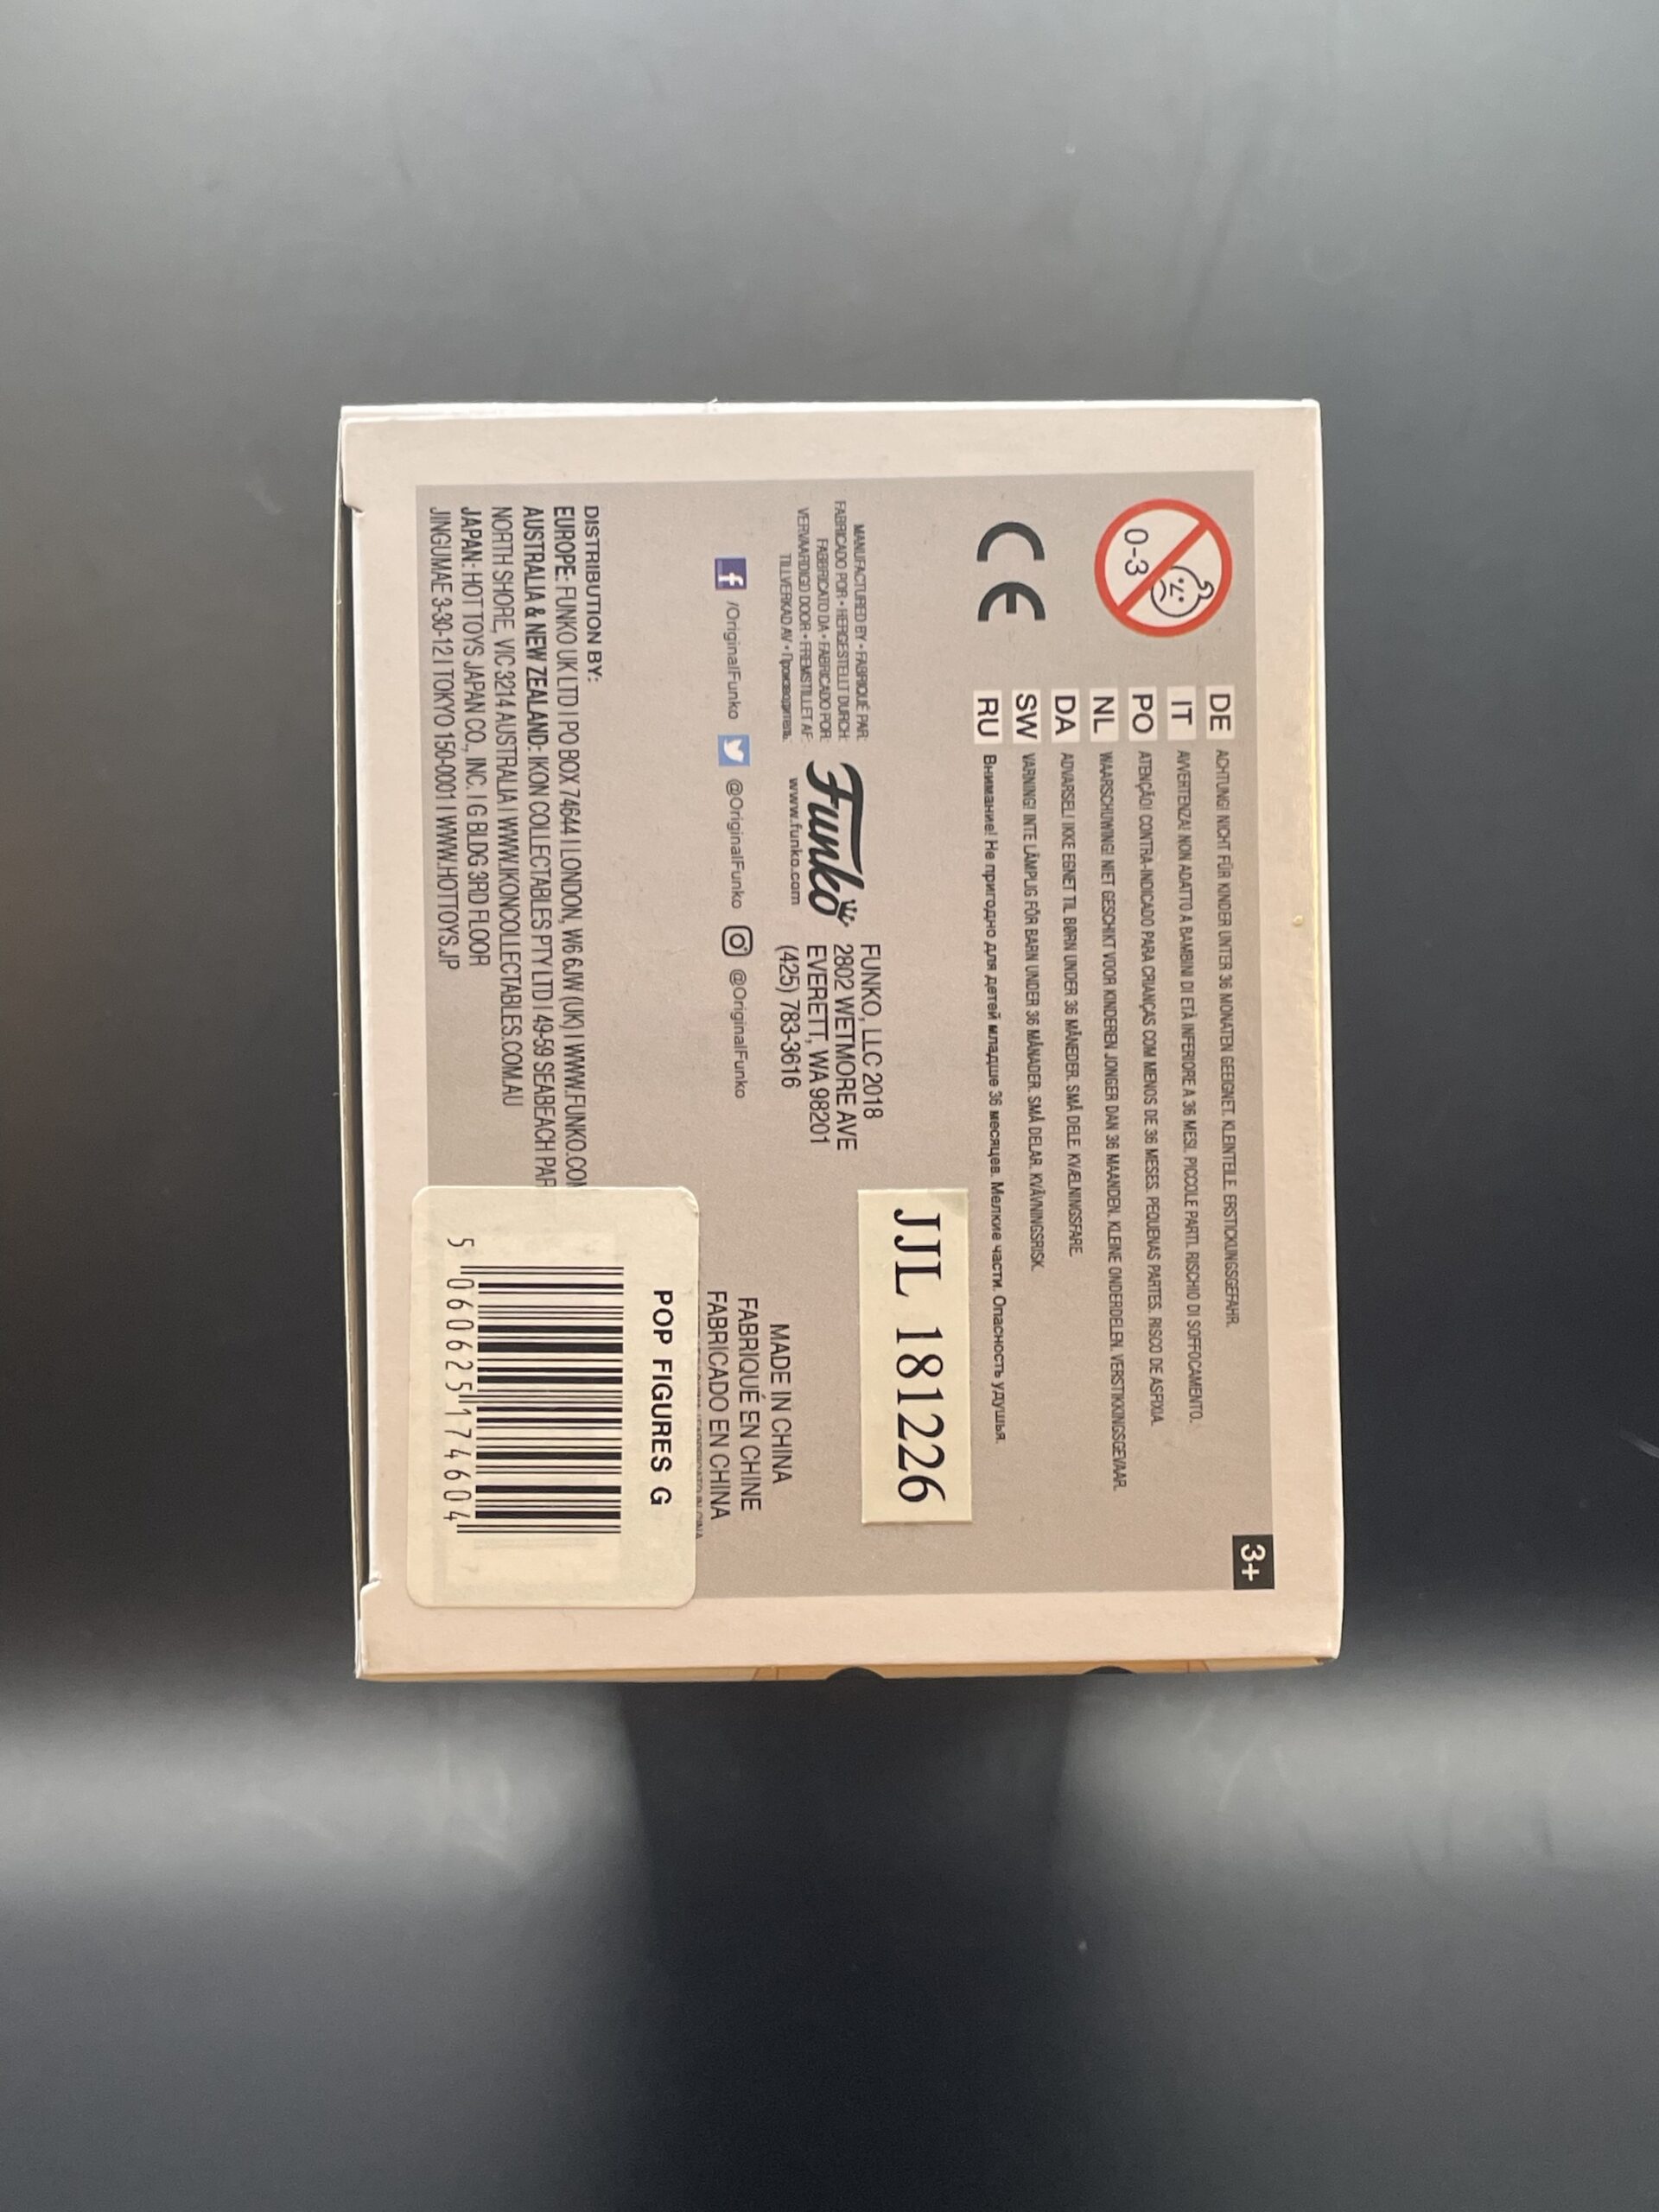 3+
0-3
DE ACHTUNG! NICHT FÜR KINDER UNTER 36 MONATEN GEEIGNET. KLEINTEILE. ERSTICKUNGSGEFAHR.
IT AVVERTENZA! NON ADATTO A BAMBINI DI ETÀ INFERIORE A 36 MESI. PICCOLE PARTI. RISCHIO DI SOFFOCAMENTO.
PO ATENÇÃO! CONTRA-INDICADO PARA CRIANÇAS COM MENOS DE 36 MESES. PEQUENAS PARTES. RISCO DE ASFIXIA.
NL WAARSCHUWING! NIET GESCHIKT VOOR KINDEREN JONGER DAN 36 MAANDEN. KLEINE ONDERDELEN. VERSTIKKINGSGEVAAR.
DA ADVARSEL! IKKE EGNET TIL BØRN UNDER 36 MÅNEDER. SMÅ DELE. KVÆLNINGSFARE.
SW VARNING! INTE LÄMPLIG FÖR BARN UNDER 36 MÅNADER. SMÅ DELAR. KVÄVNINGSRISK.
RU Внимание! Не пригодно для детей младше 36 месяцев. Мелкие части. Опасность удушья.
CE
JJL 181226
MANUFACTURED BY • FABRIQUÉ PAR:
FABRICADO POR • HERGESTELLT DURCH:
FABBRICATO DA • FABRICADO POR:
VERVAARDIGD DOOR • FREMSTILLET AF:
TILLVERKAD AV • Производитель:
Funko
www.funko.com
FUNKO, LLC 2018
2802 WETMORE AVE
EVERETT, WA 98201
(425) 783-3616
/OriginalFunko @OriginalFunko @OriginalFunko
MADE IN CHINA
FABRIQUÉ EN CHINE
FABRICADO EN CHINA
DISTRIBUTION BY:
EUROPE: FUNKO UK LTD | PO BOX 74644 | LONDON, W6 6JW (UK) | WWW.FUNKO.COM
AUSTRALIA & NEW ZEALAND: IKON COLLECTABLES PTY LTD | 49-59 SEABEACH PAR
NORTH SHORE, VIC 3214 AUSTRALIA | WWW.IKONCOLLECTABLES.COM.AU
JAPAN: HOT TOYS JAPAN CO., INC. | G BLDG 3RD FLOOR
JINGUMAE 3-30-12 | TOKYO 150-0001 | WWW.HOTTOYS.JP
POP FIGURES G
5 060625 174604